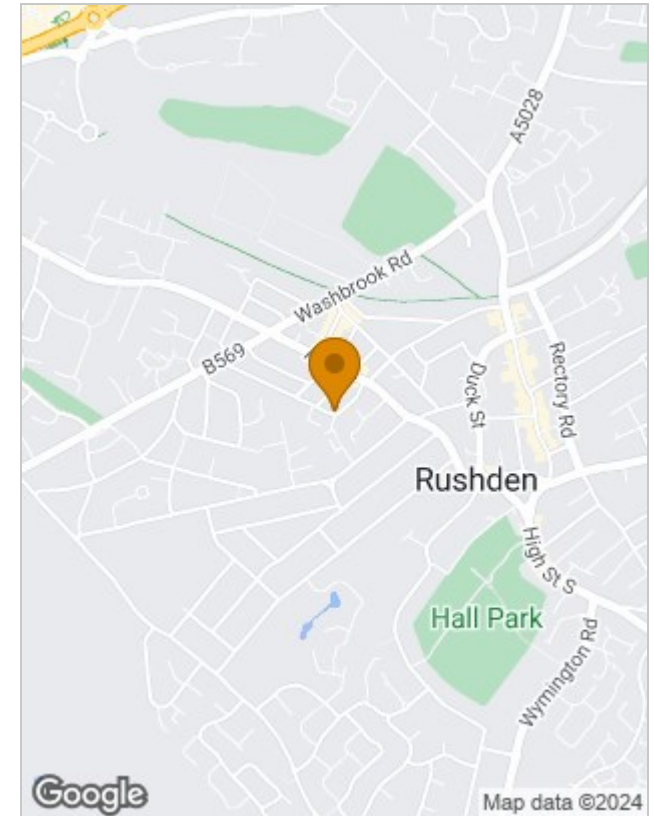 A5028
Washbrook Rd
B569
Duck St
Rectory Rd
Rushden
High St S
Hall Park
Wymington Rd
Google
Map data ©2024